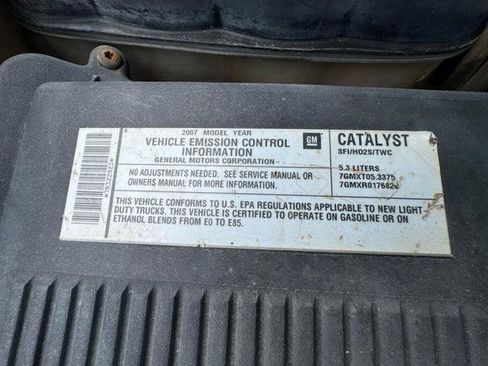 2007 MODEL YEAR
VEHICLE EMISSION CONTROL
INFORMATION
GENERAL MOTORS CORPORATION
GM
CATALYST
SFI/HO2S/TWC
NO ADJUSTMENTS NEEDED. SEE SERVICE MANUAL OR
OWNERS MANUAL FOR MORE INFORMATION.
5.3 LITERS
7GMXT05.3375
THIS VEHICLE CONFORMS TO U.S. EPA REGULATIONS APPLICABLE TO NEW LIGHT
DUTY TRUCKS. THIS VEHICLE IS CERTIFIED TO OPERATE ON GASOLINE OR ON
ETHANOL BLENDS FROM E0 TO E85.